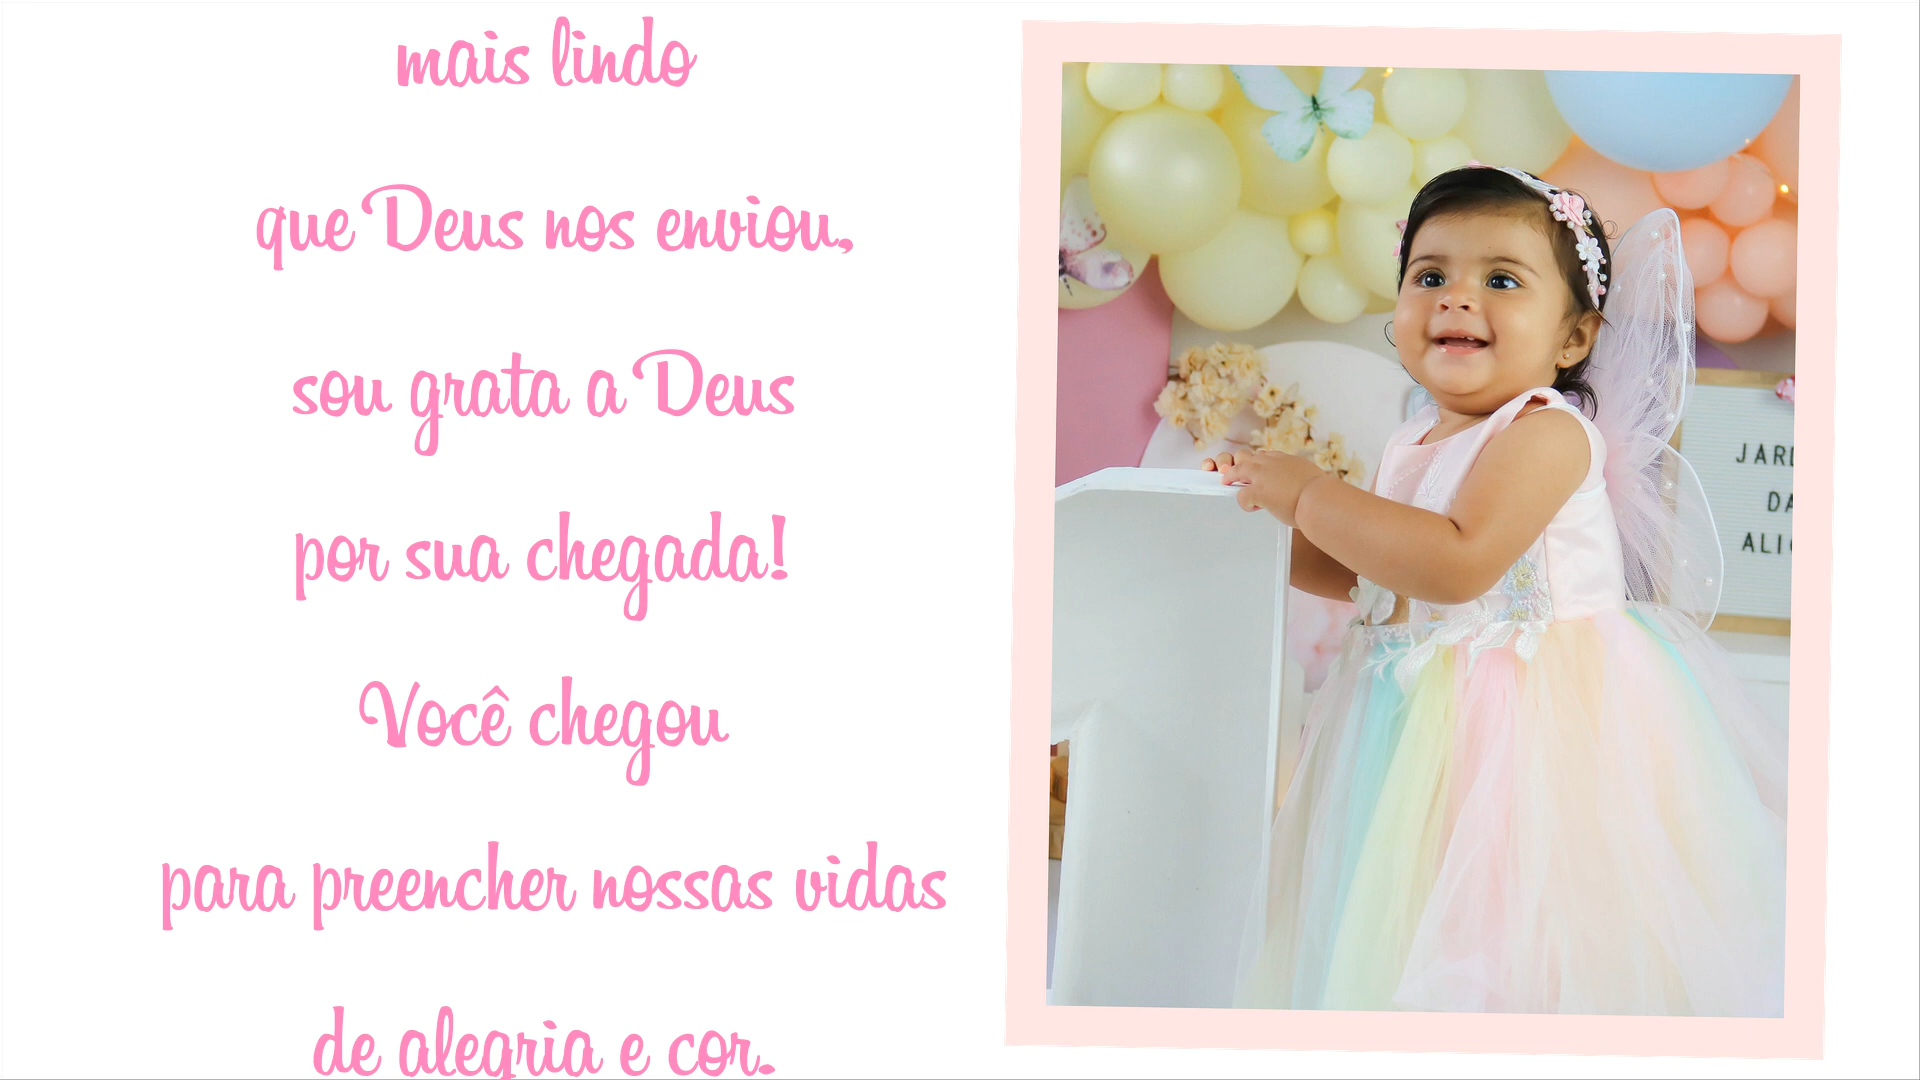 mais lindo
que Deus nos enviou,
sou grata a Deus
por sua chegada!
Você chegou
para preencher nossas vidas
de alegria e cor.